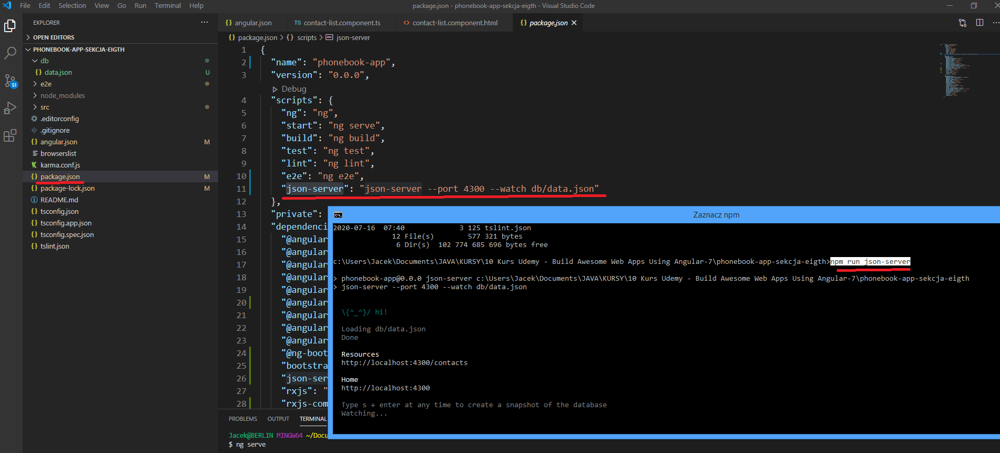 File Edit Selection View Go Run Terminal Help
package.json - phonebook-app-sekcja-eigth - Visual Studio Code
EXPLORER
OPEN EDITORS
PHONEBOOK-APP-SEKCJA-EIGTH
db
data.json U
e2e
node_modules
src
.editorconfig
.gitignore
angular.json M
browserslist
karma.conf.js
package.json M
package-lock.json M
README.md
tsconfig.json
tsconfig.app.json
tsconfig.spec.json
tslint.json
51
{} angular.json TS contact-list.component.ts <> contact-list.component.html {} package.json
{} package.json > {} scripts > abc json-server
1 {
2 "name": "phonebook-app",
3 "version": "0.0.0",
Debug
4 "scripts": {
5 "ng": "ng",
6 "start": "ng serve",
7 "build": "ng build",
8 "test": "ng test",
9 "lint": "ng lint",
10 "e2e": "ng e2e",
11 "json-server": "json-server --port 4300 --watch db/data.json"
12 },
13 "private":
14 "dependenci
15 "@angular
16 "@angular
17 "@angular
18 "@angular
19 "@angular
20 "@angular
21 "@angular
22 "@angular
23 "@angular
24 "@ng-boot
25 "bootstra
26 "json-ser
27 "rxjs": "
28 "rxjs-com
PROBLEMS OUTPUT TERMINAL
Jacek@BERLIN MINGW64 ~/Docu
$ ng serve
C:\.
Zaznacz npm
2020-07-16 07:40 3 125 tslint.json
12 File(s) 577 321 bytes
6 Dir(s) 102 774 685 696 bytes free
c:\Users\Jacek\Documents\JAVA\KURSY\10 Kurs Udemy - Build Awesome Web Apps Using Angular-7\phonebook-app-sekcja-eigth>npm run json-server
> phonebook-app@0.0.0 json-server c:\Users\Jacek\Documents\JAVA\KURSY\10 Kurs Udemy - Build Awesome Web Apps Using Angular-7\phonebook-app-sekcja-eigth
> json-server --port 4300 --watch db/data.json
\{^_^}/ hi!
Loading db/data.json
Done
Resources
http://localhost:4300/contacts
Home
http://localhost:4300
Type s + enter at any time to create a snapshot of the database
Watching...